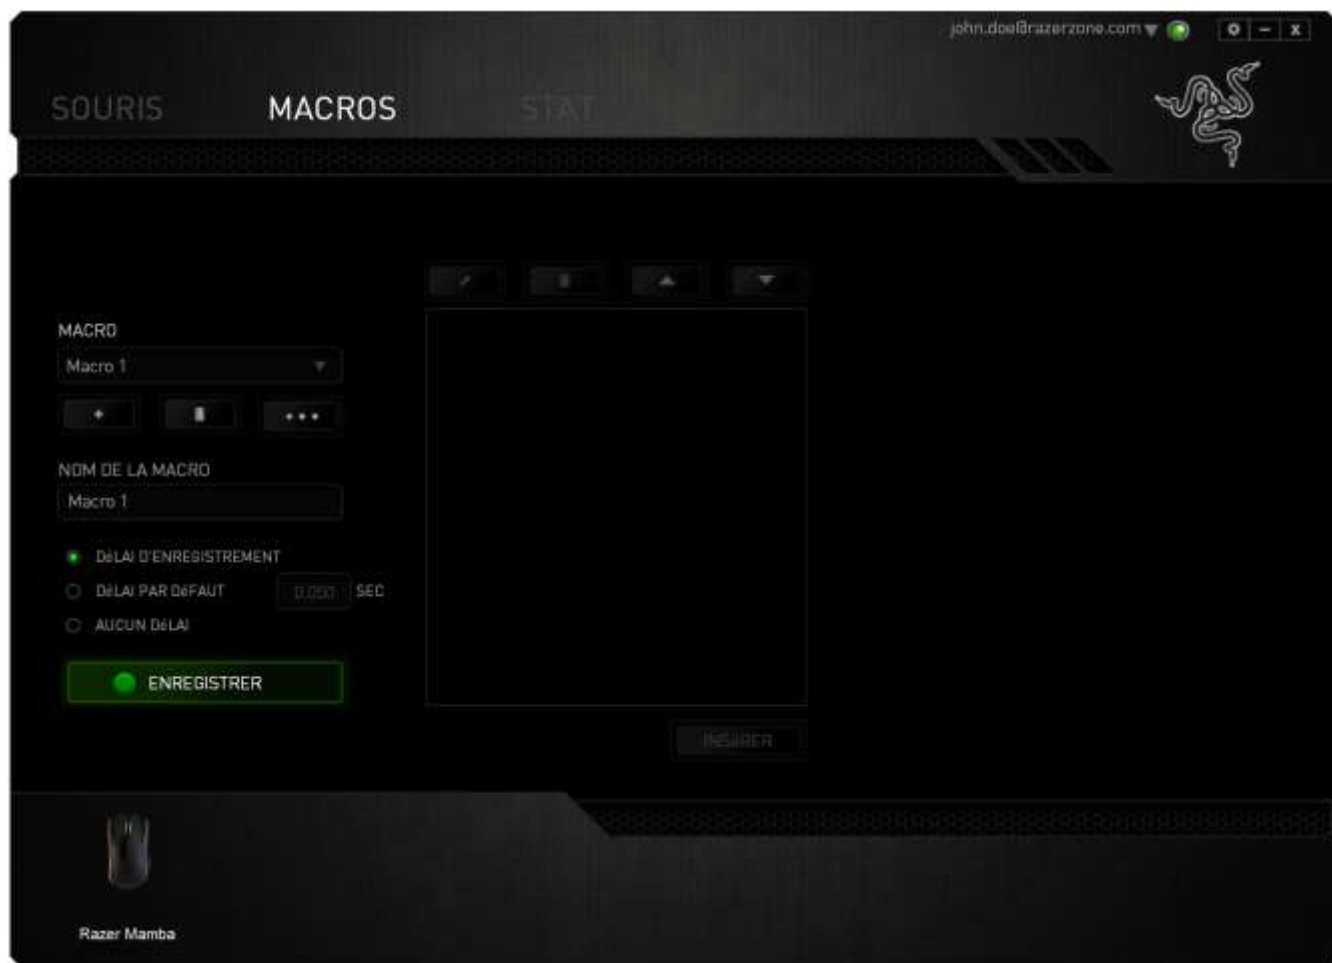 john.doe@razerzone.com
SOURIS MACROS STAT
MACRO
Macro 1
NOM DE LA MACRO
Macro 1
DéLAI D'ENREGISTREMENT
DéLAI PAR DéFAUT 0.050 SEC
AUCUN DéLAI
ENREGISTRER
INSéRER
Razer Mamba